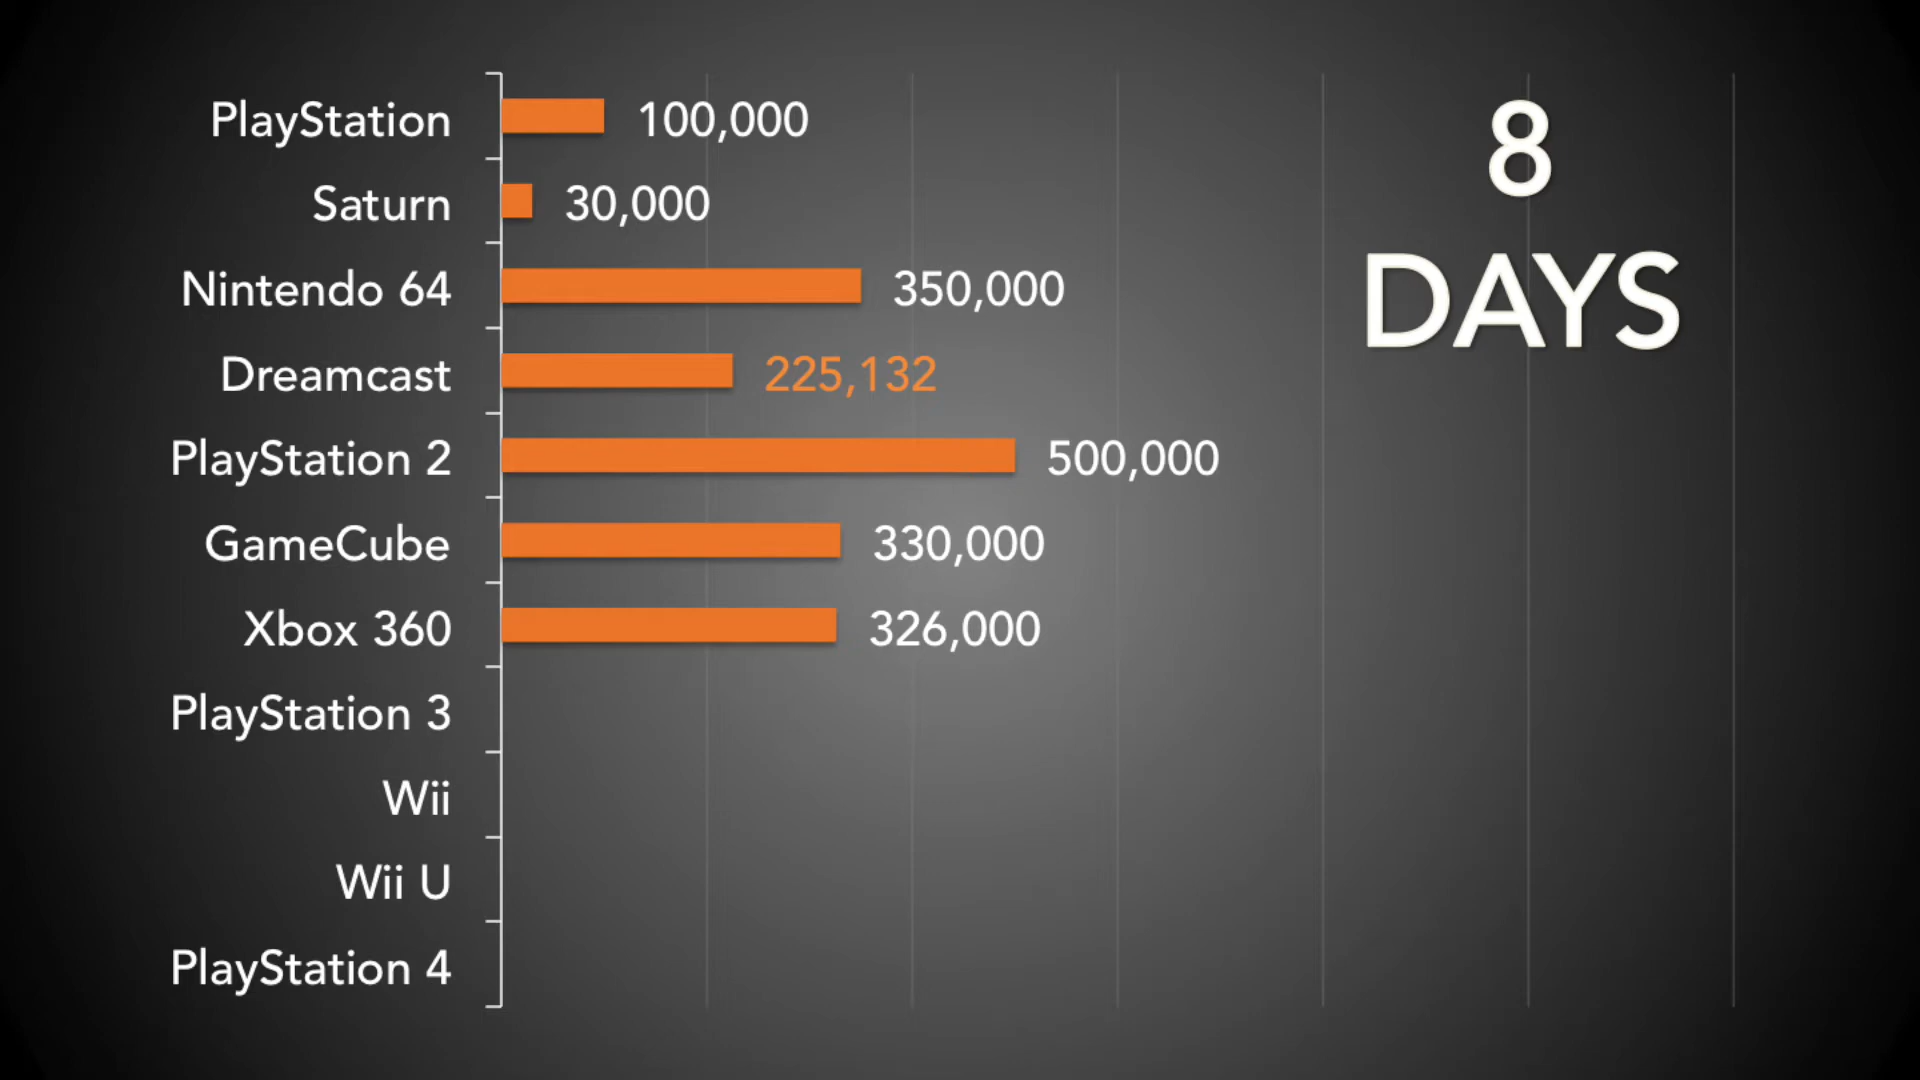 PlayStation 100,000
Saturn 30,000
Nintendo 64 350,000
Dreamcast 225,132
PlayStation 2 500,000
GameCube 330,000
Xbox 360 326,000
PlayStation 3
Wii
Wii U
PlayStation 4
8
DAYS